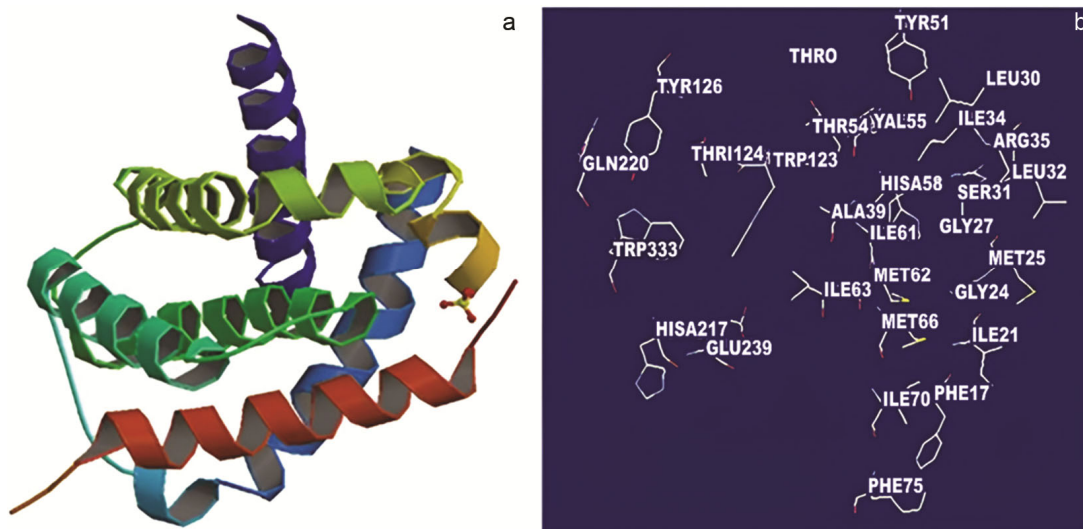 a
b
TYR51
THRO
TYR126
LEU30
THR54
YAL55
ILE34
ARG35
GLN220
THRI124
TRP123
LEU32
HISA58
SER31
ALA39
GLY27
ILE61
TRP333
MET25
MET62
ILE63
GLY24
MET66
HISA217
ILE21
GLU239
ILE70
PHE17
PHE75